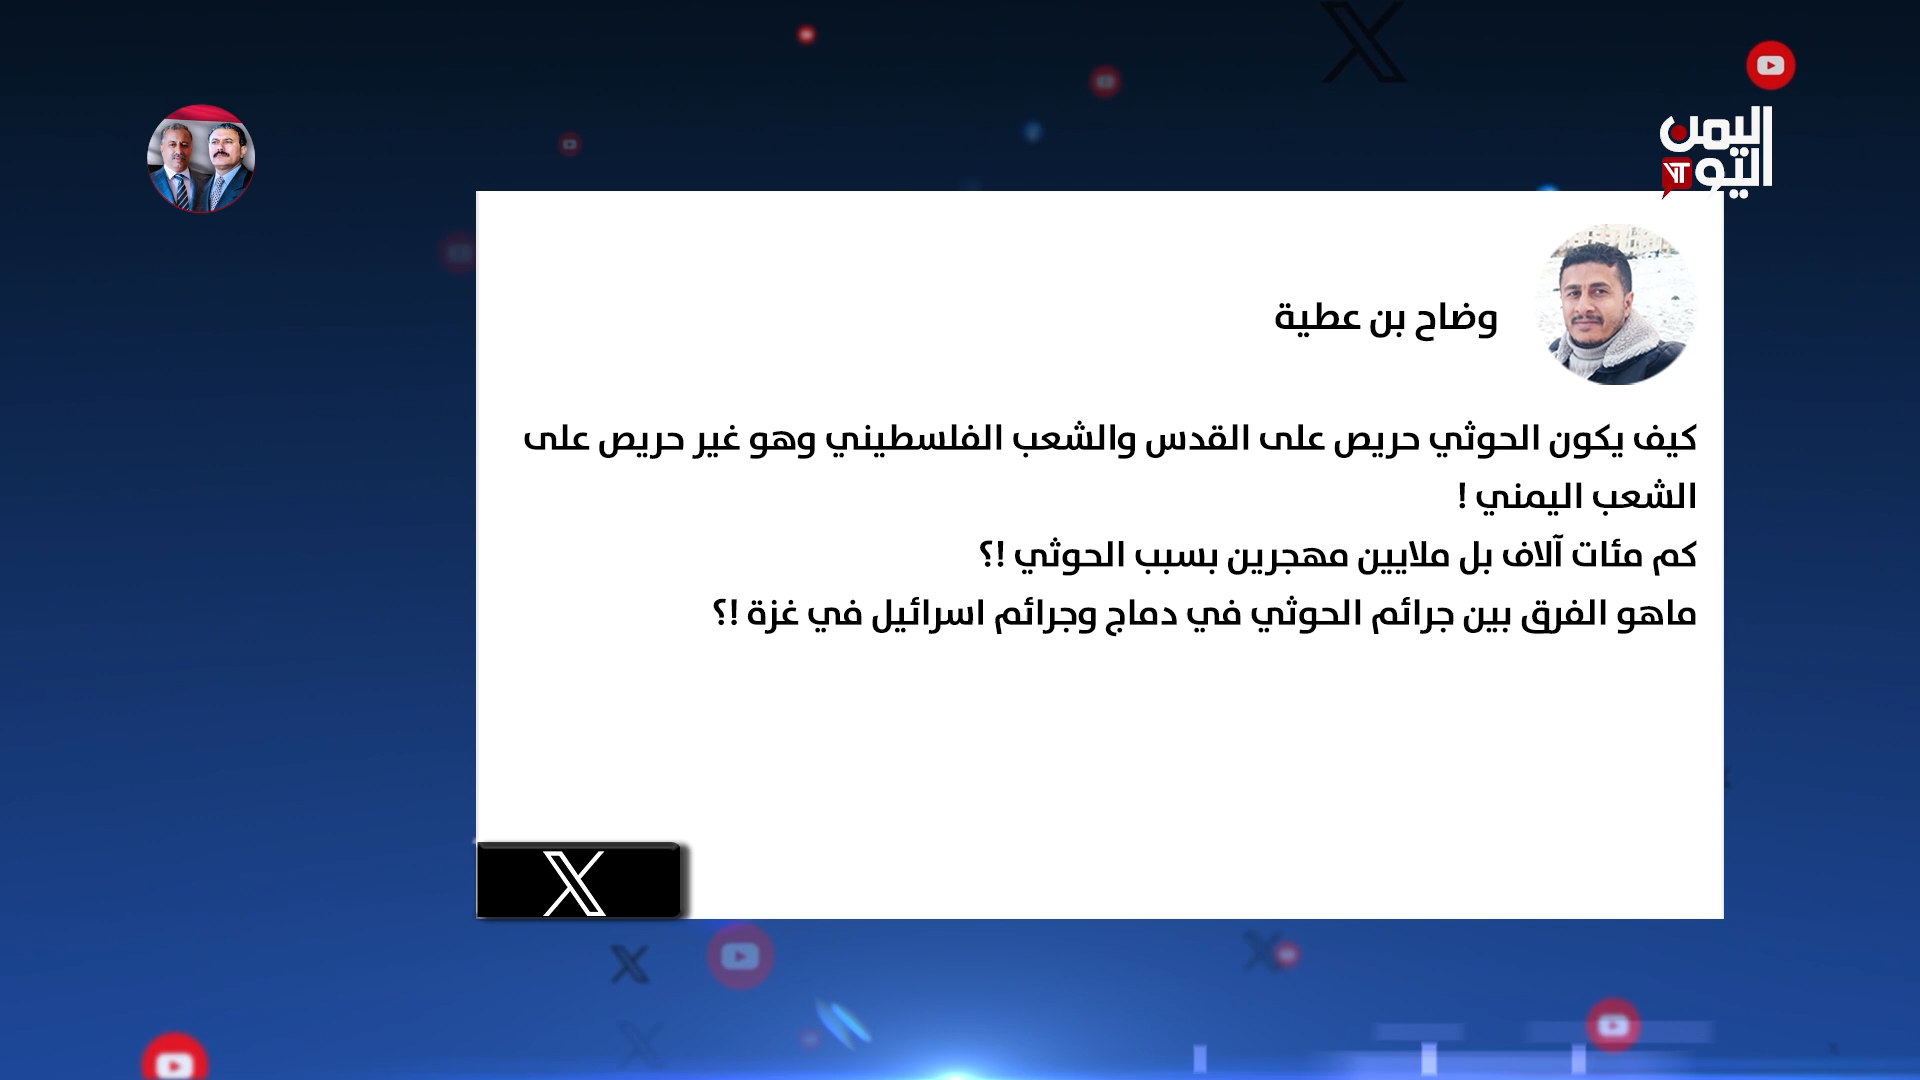 اليمن
اليوم
YT
وضاح بن عطية
كيف يكون الحوثي حريص على القدس والشعب الفلسطيني وهو غير حريص على
الشعب اليمني !
كم مئات آلاف بل ملايين مهجرين بسبب الحوثي !؟
ماهو الفرق بين جرائم الحوثي في دماج وجرائم اسرائيل في غزة !؟
X